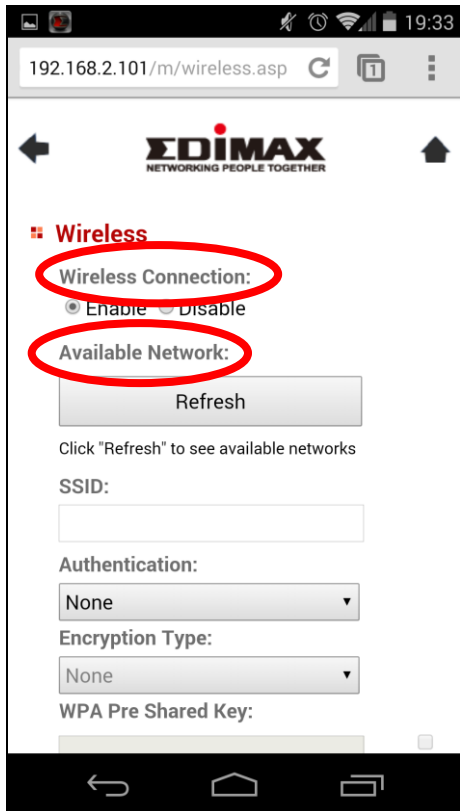 19:33
192.168.2.101/m/wireless.asp
1
EDIMAX
NETWORKING PEOPLE TOGETHER
Wireless
Wireless Connection:
Enable Disable
Available Network:
Refresh
Click "Refresh" to see available networks
SSID:
Authentication:
None
Encryption Type:
None
WPA Pre Shared Key: